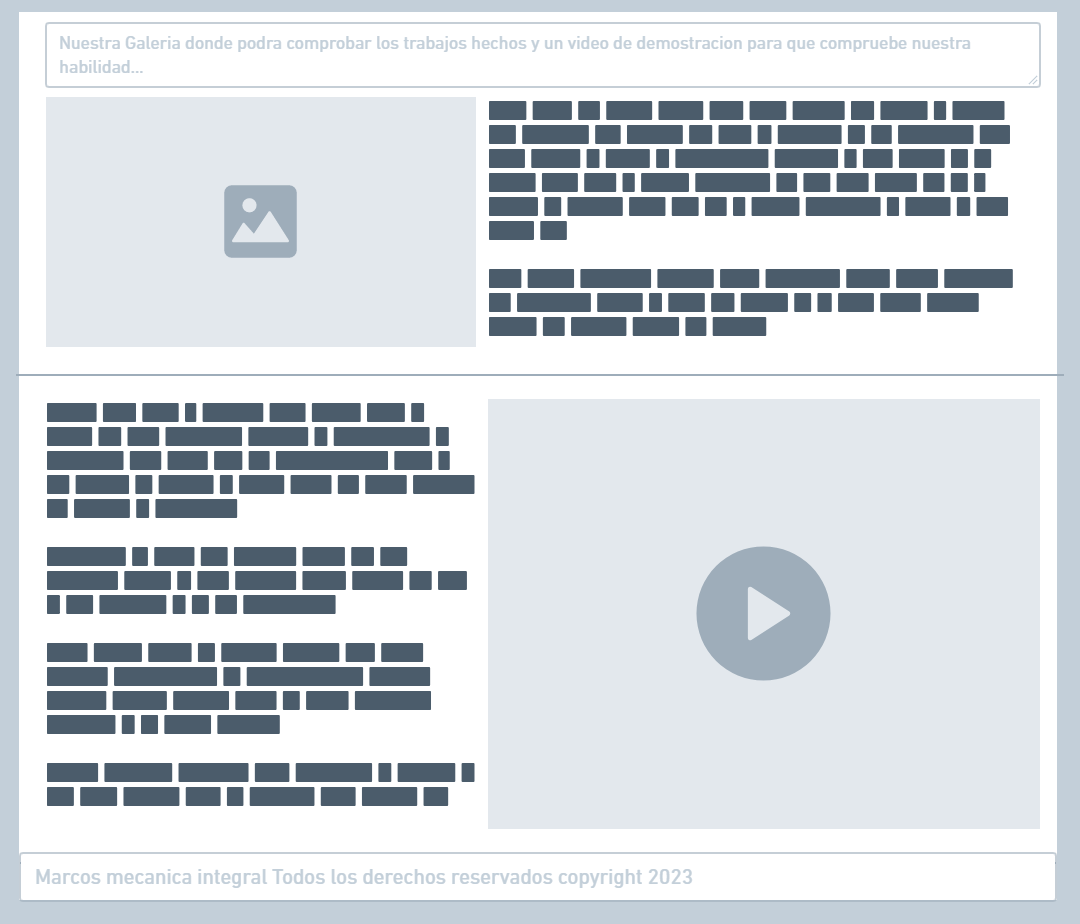 Nuestra Galeria donde podra comprobar los trabajos hechos y un video de demostracion para que compruebe nuestra
habilidad...
Marcos mecanica integral Todos los derechos reservados copyright 2023